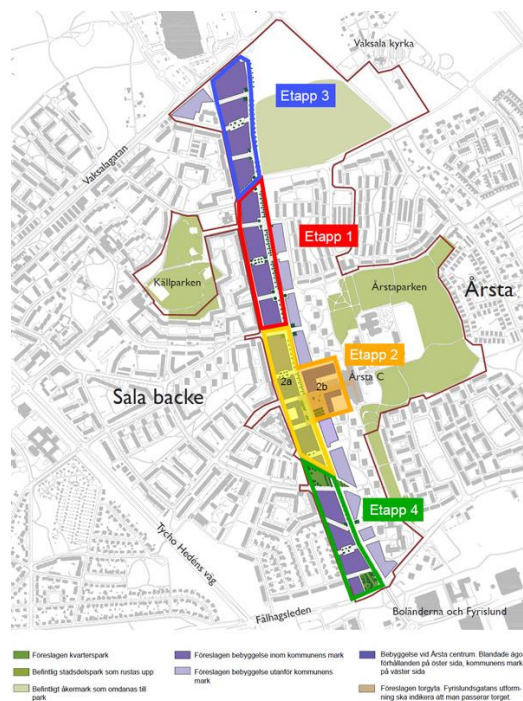 Vaksala kyrka
Etapp 3
Vaksalagatan
Etapp 1
Källparken
Årstaparken
Årsta
Etapp 2
2a
2b
Årsta C
Sala backe
Etapp 4
Tycho Hedéns väg
Fålhagsleden
Boländerna och Fyrislund
Föreslagen kvarterspark
Befintlig stadsdelspark som rustas upp
Befintligt åkermark som omdanas till
park
Föreslagen bebyggelse inom kommunens
mark
Föreslagen bebyggelse utanför kommunens
mark
Bebyggelse vid Årsta centrum. Blandade ägo
förhållanden på öster sida, kommunens mark
på väster sida
Föreslagen torgyta. Fyrislundsgatans utform-
ning ska indikera att man passerar torget.